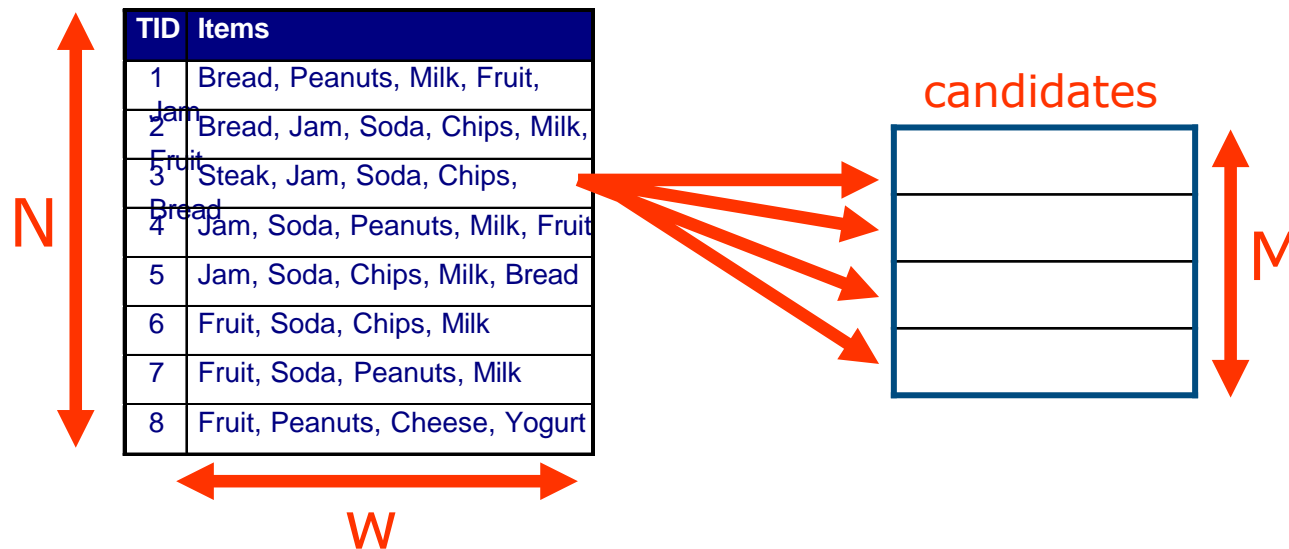 TID Items
1 Bread, Peanuts, Milk, Fruit,
Jam
2 Bread, Jam, Soda, Chips, Milk,
Fruit
3 Steak, Jam, Soda, Chips,
Bread
4 Jam, Soda, Peanuts, Milk, Fruit
5 Jam, Soda, Chips, Milk, Bread
6 Fruit, Soda, Chips, Milk
7 Fruit, Soda, Peanuts, Milk
8 Fruit, Peanuts, Cheese, Yogurt
N
w
candidates
M